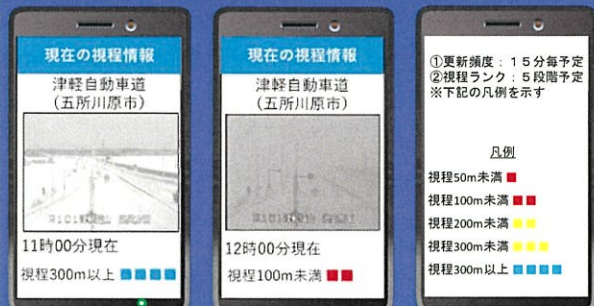 現在の視程情報
津軽自動車道
（五所川原市）
11時00分現在
視程300m以上 ■■■■
現在の視程情報
津軽自動車道
（五所川原市）
12時00分現在
視程100m未満 ■■
①更新頻度：１５分毎予定
②視程ランク：５段階予定
※下記の凡例を示す
凡例
視程50m未満 ■
視程100m未満 ■■
視程200m未満 ■■
視程300m未満 ■■■
視程300m以上 ■■■■